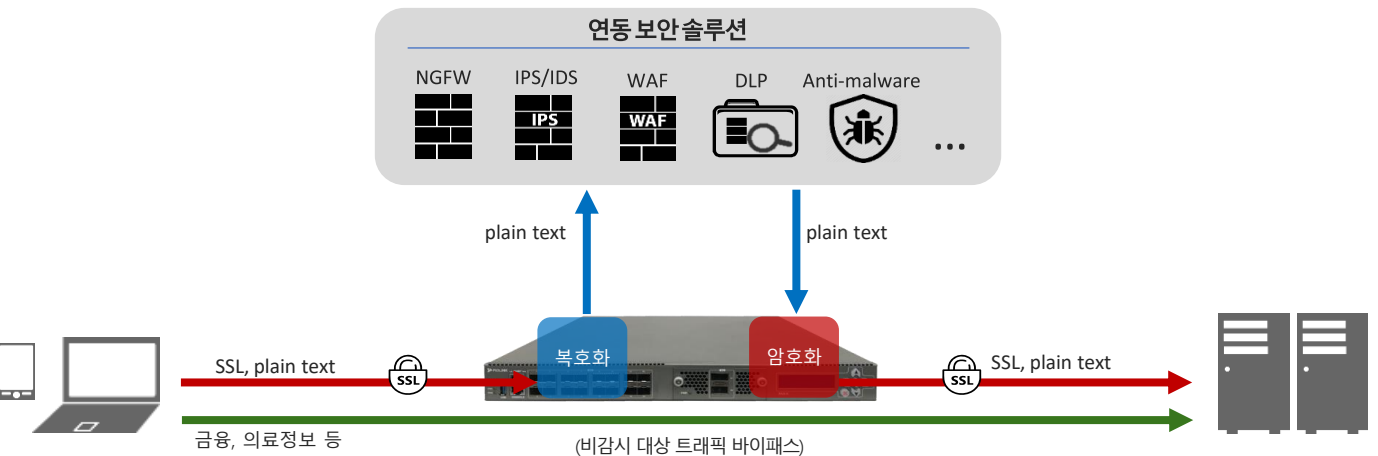 연동 보안 솔루션
NGFW IPS/IDS WAF DLP Anti-malware
IPS WAF ...
plain text plain text
복호화 암호화
SSL, plain text SSL SSL SSL, plain text
금융, 의료정보 등 (비감시 대상 트래픽 바이패스)